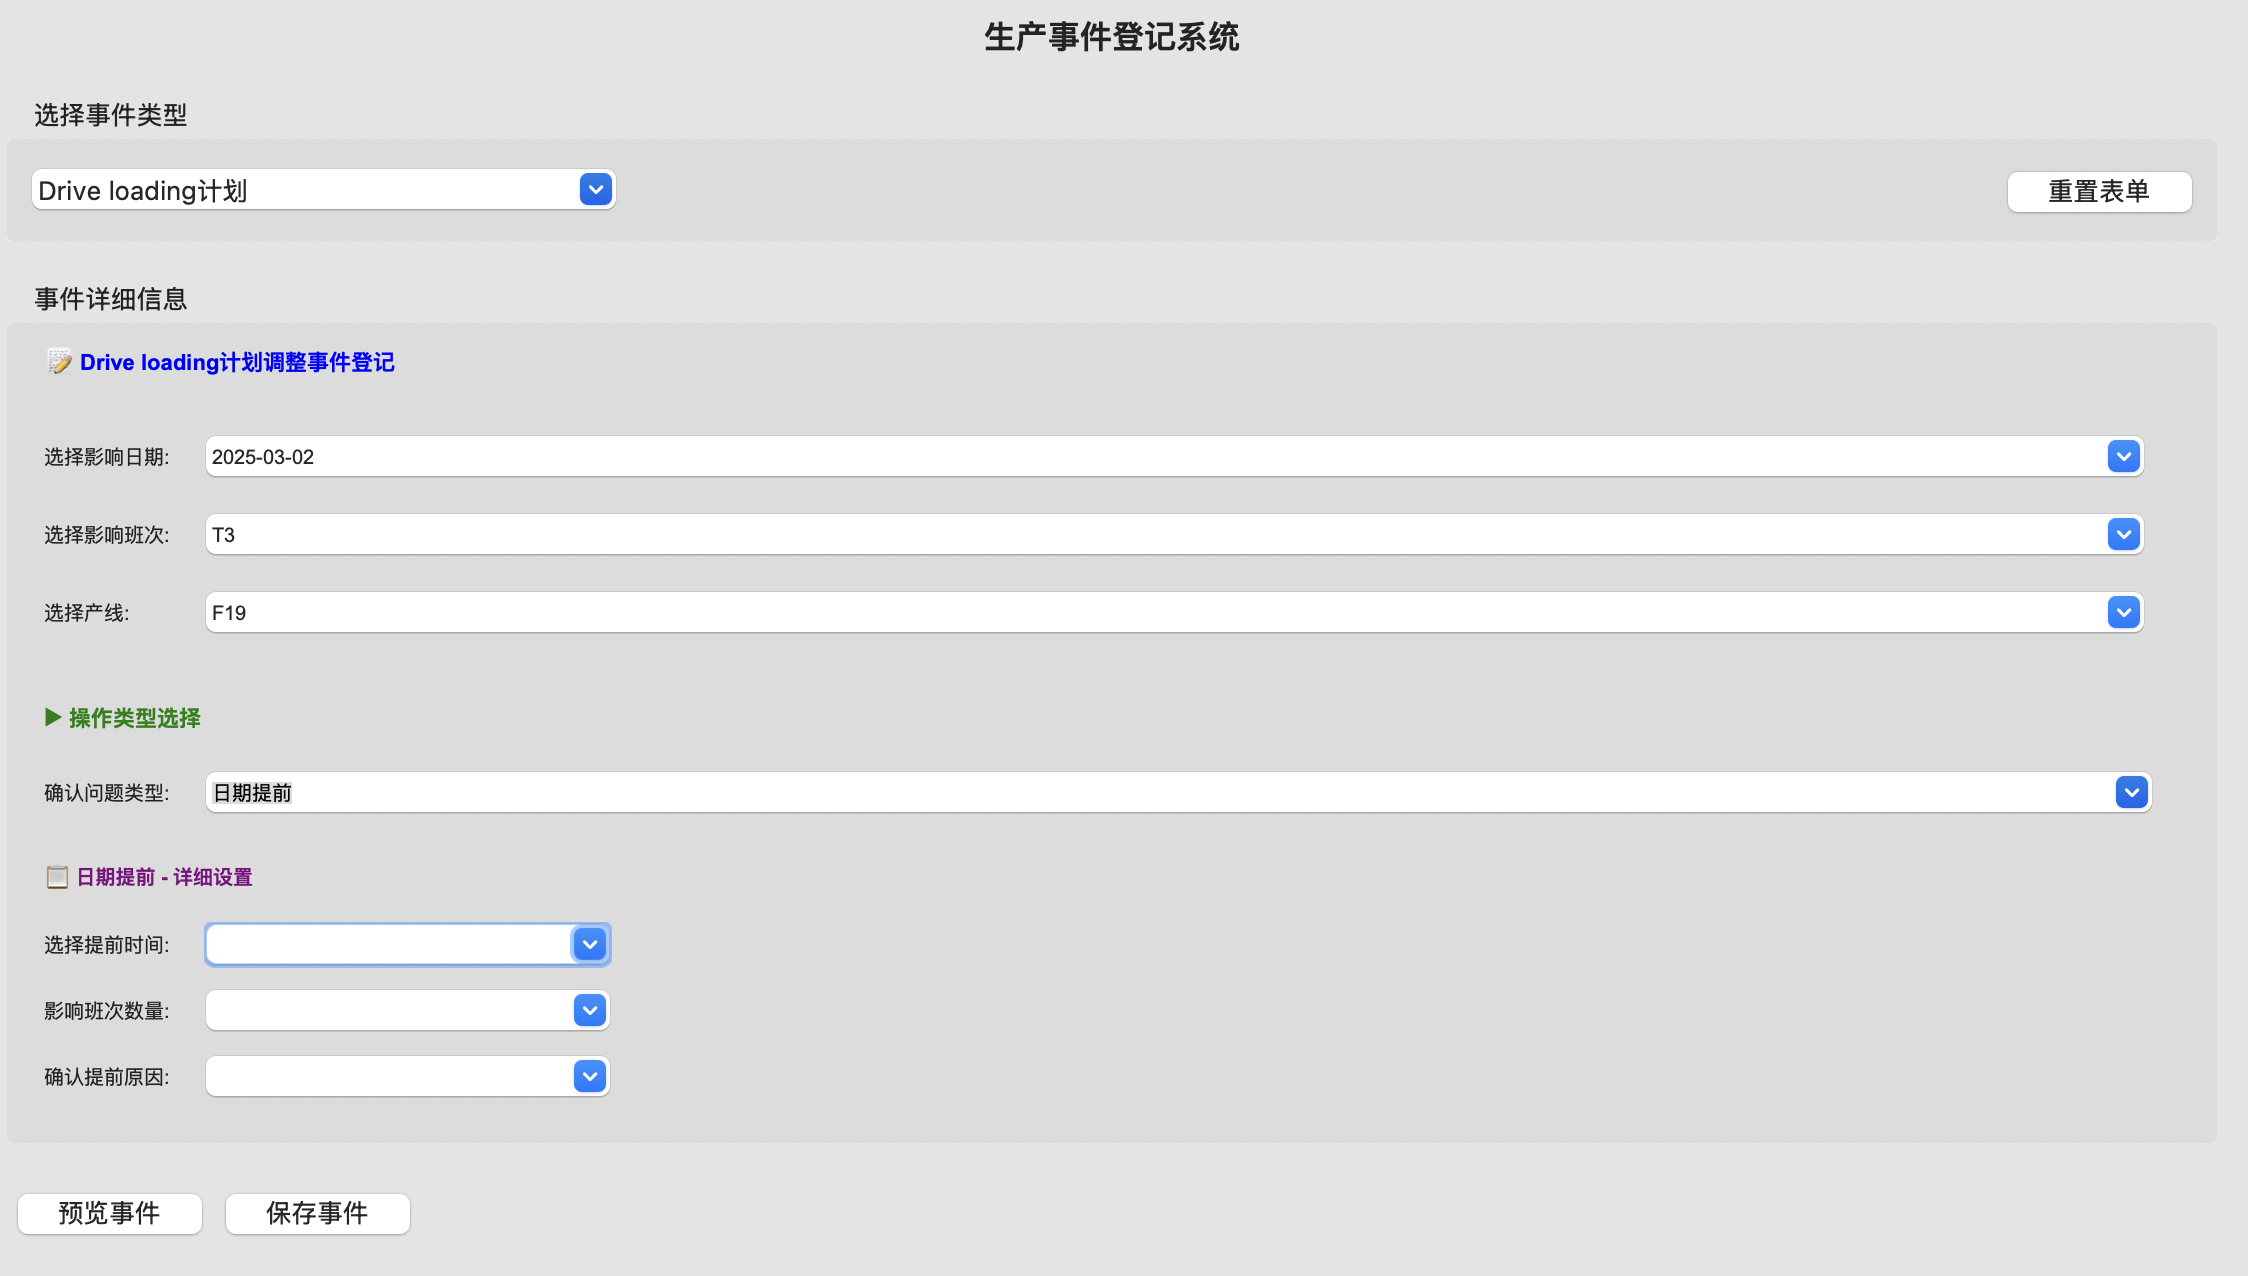 生产事件登记系统
选择事件类型
Drive loading计划
重置表单
事件详细信息
Drive loading计划调整事件登记
选择影响日期: 2025-03-02
选择影响班次: T3
选择产线: F19
▶ 操作类型选择
确认问题类型: 日期提前
日期提前 - 详细设置
选择提前时间:
影响班次数量:
确认提前原因:
预览事件 保存事件